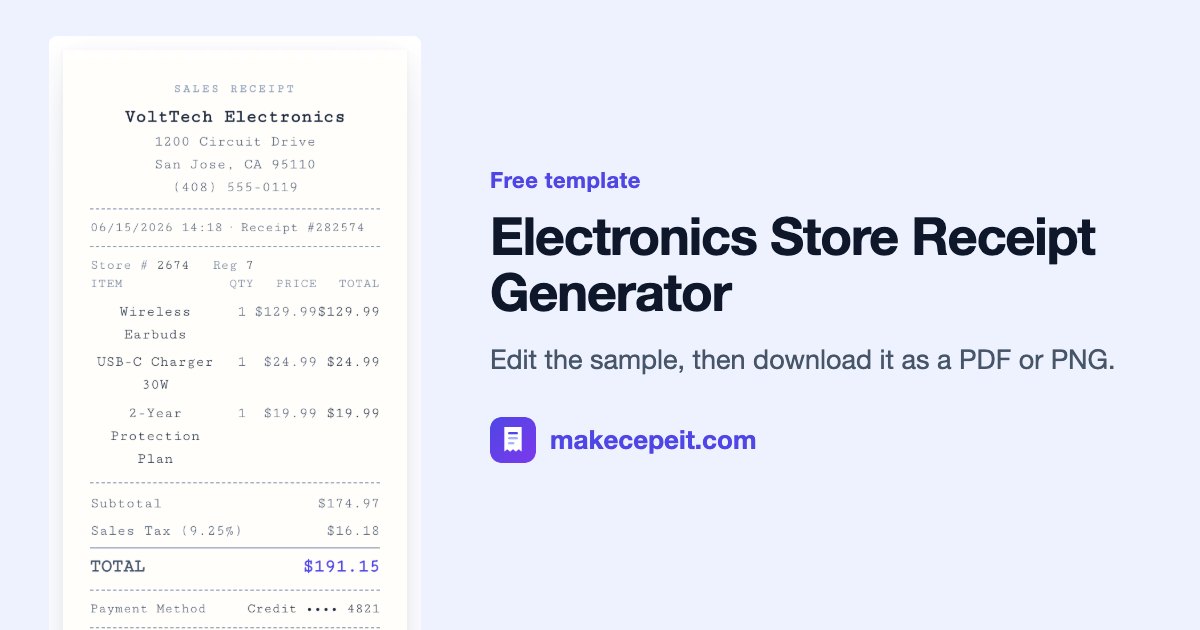 SALES RECEIPT
VoltTech Electronics
1200 Circuit Drive
San Jose, CA 95110
(408) 555-0119
06/15/2026 14:18 · Receipt #282574
Store # 2674 Reg 7
ITEM QTY PRICE TOTAL
Wireless 1 $129.99 $129.99
Earbuds
USB-C Charger 1 $24.99 $24.99
30W
2-Year 1 $19.99 $19.99
Protection
Plan
Subtotal $174.97
Sales Tax (9.25%) $16.18
TOTAL $191.15
Payment Method Credit •••• 4821
Free template
Electronics Store Receipt
Generator
Edit the sample, then download it as a PDF or PNG.
makecepeit.com